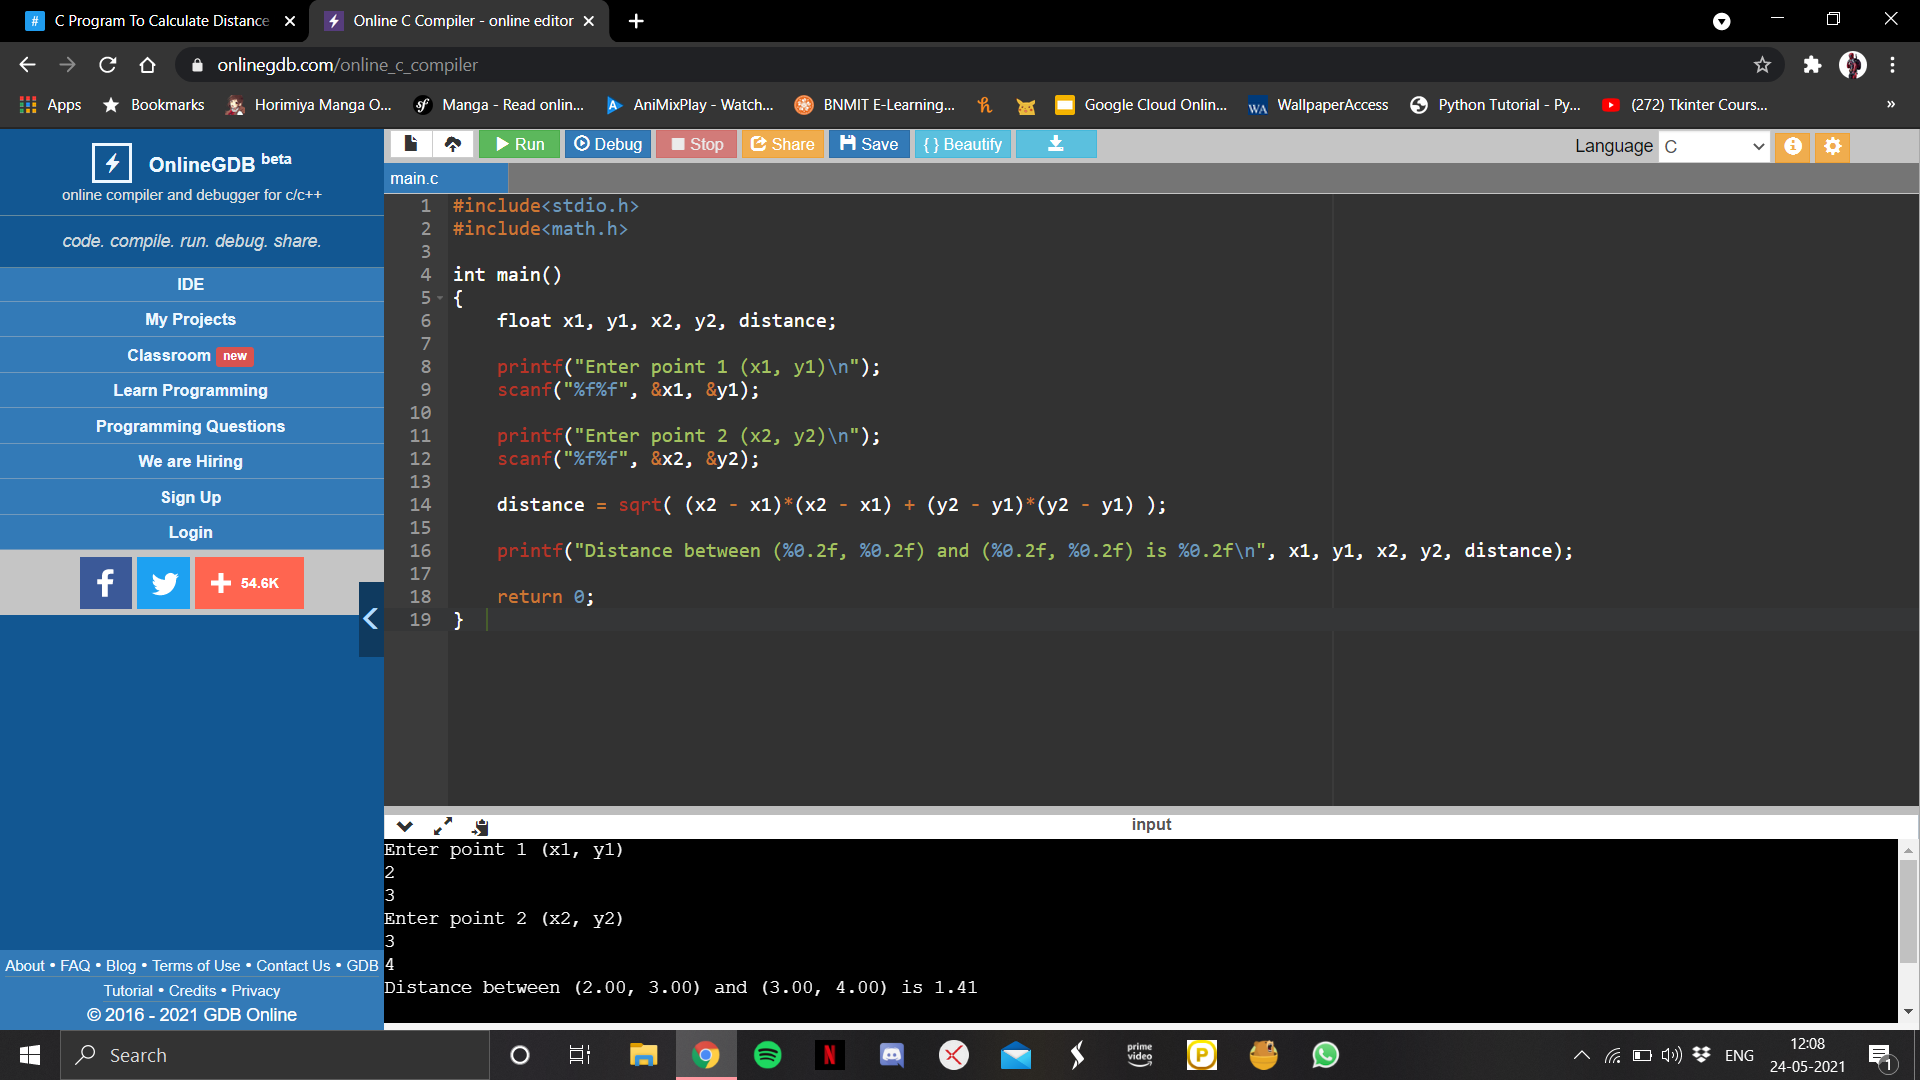 C Program To Calculate Distance
Online C Compiler - online editor
onlinegdb.com/online_c_compiler
Apps Bookmarks Horimiya Manga O... Manga - Read onlin... AniMixPlay - Watch... BNMIT E-Learning... Google Cloud Onlin... WallpaperAccess Python Tutorial - Py... (272) Tkinter Cours... »
OnlineGDB beta
online compiler and debugger for c/c++
code. compile. run. debug. share.
IDE
My Projects
Classroom new
Learn Programming
Programming Questions
We are Hiring
Sign Up
Login
54.6K
About • FAQ • Blog • Terms of Use • Contact Us • GDB
Tutorial • Credits • Privacy
© 2016 - 2021 GDB Online
Run Debug Stop Share Save { } Beautify
Language C
main.c
1 #include<stdio.h>
2 #include<math.h>
3
4 int main()
5 {
6 float x1, y1, x2, y2, distance;
7
8 printf("Enter point 1 (x1, y1)\n");
9 scanf("%f%f", &x1, &y1);
10
11 printf("Enter point 2 (x2, y2)\n");
12 scanf("%f%f", &x2, &y2);
13
14 distance = sqrt( (x2 - x1)*(x2 - x1) + (y2 - y1)*(y2 - y1) );
15
16 printf("Distance between (%0.2f, %0.2f) and (%0.2f, %0.2f) is %0.2f\n", x1, y1, x2, y2, distance);
17
18 return 0;
19 }
input
Enter point 1 (x1, y1)
2
3
Enter point 2 (x2, y2)
3
4
Distance between (2.00, 3.00) and (3.00, 4.00) is 1.41
Search
prime video
ENG
12:08
24-05-2021
1